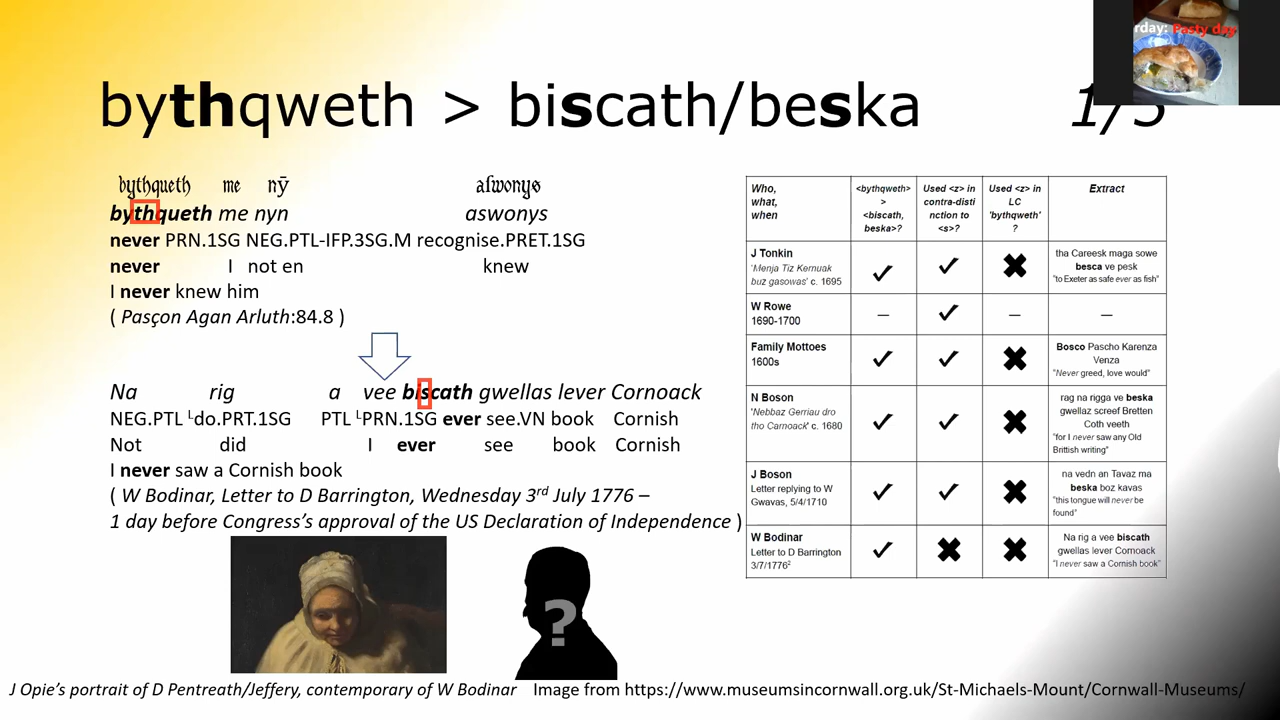 rday: Pasty day
bythqweth > biscath/beska 1/5
bythqueth me nȳ aſwonys
bythqueth me nyn aswonys
never PRN.1SG NEG.PTL-IFP.3SG.M recognise.PRET.1SG
never I not en knew
I never knew him
( Pasçon Agan Arluth:84.8 )
Na rig a vee biscath gwellas lever Cornoack
NEG.PTL ᴸdo.PRT.1SG PTL ᴸPRN.1SG ever see.VN book Cornish
Not did I ever see book Cornish
I never saw a Cornish book
( W Bodinar, Letter to D Barrington, Wednesday 3rd July 1776 –
1 day before Congress’s approval of the US Declaration of Independence )
?
Who, what, when
<bythqweth> > <biscath, beska>?
Used <z> in contra-disti nction to <s>?
Used <z> in LC 'bythqweth' ?
Extract
J Tonkin
'Menja Tiz Kernuak
buz gasowas' c. 1695
✓ ✓ ✖
tha Careesk maga sowe
besca ve pesk
"to Exeter as safe ever as fish"
W Rowe
1690-1700
— ✓ — —
Family Mottoes
1600s
✓ ✓ ✖
Bosco Pascho Karenza
Venza
"Never greed, love would"
N Boson
'Nebbaz Gerriau dro
tho Carnoack' c. 1680
✓ ✓ ✖
rag na rigga ve beska
gwellaz screef Bretten
Coth veeth
"for I never saw any Old
Brittish writing"
J Boson
Letter replying to W
Gwavas, 5/4/1710
✓ ✓ ✖
na vedn an Tavaz ma
beska boz kavas
"this tongue will never be
found"
W Bodinar
Letter to D Barrington
3/7/1776²
✓ ✖ ✖
Na rig a vee biscath
gwellas lever Cornoack
"I never saw a Cornish book"
J Opie’s portrait of D Pentreath/Jeffery, contemporary of W Bodinar Image from https://www.museumsincornwall.org.uk/St-Michaels-Mount/Cornwall-Museums/